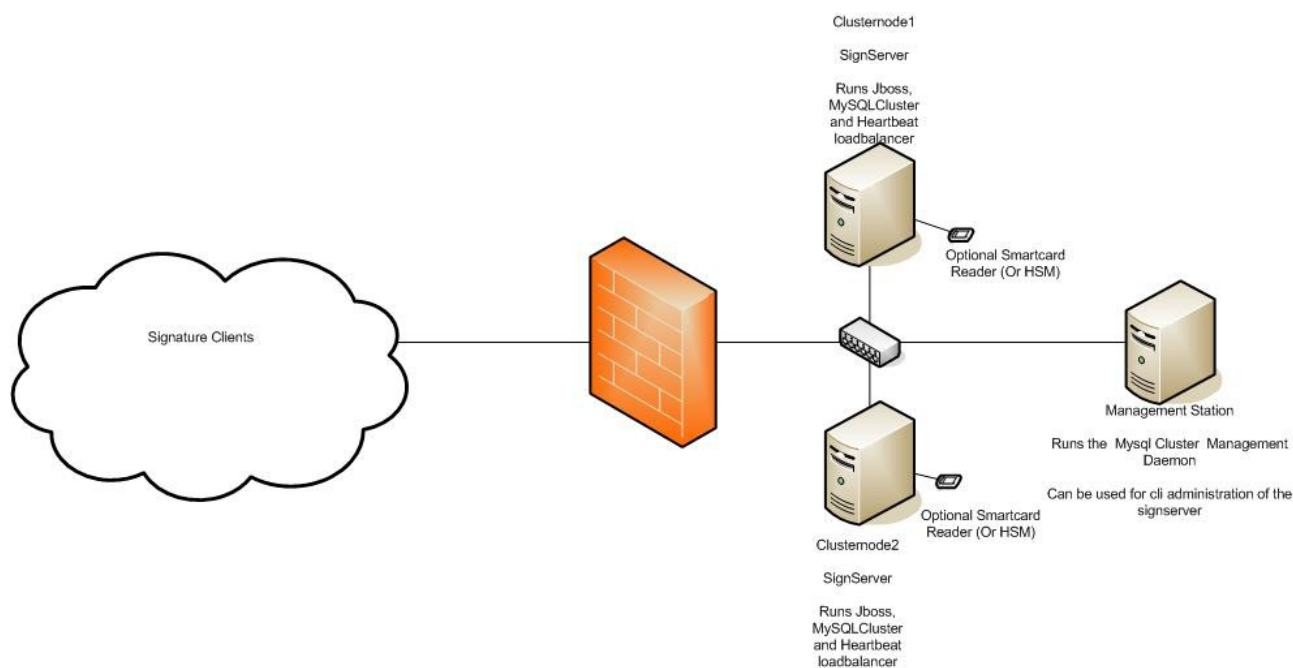 Clusternode1
SignServer
Runs Jboss,
MySQLCluster
and Heartbeat
loadbalancer
Optional Smartcard
Reader (Or HSM)
Signature Clients
Management Station
Runs the Mysql Cluster Management
Daemon
Can be used for cli administration of the
signserver
Optional Smartcard
Reader (Or HSM)
Clusternode2
SignServer
Runs Jboss,
MySQLCluster
and Heartbeat
loadbalancer